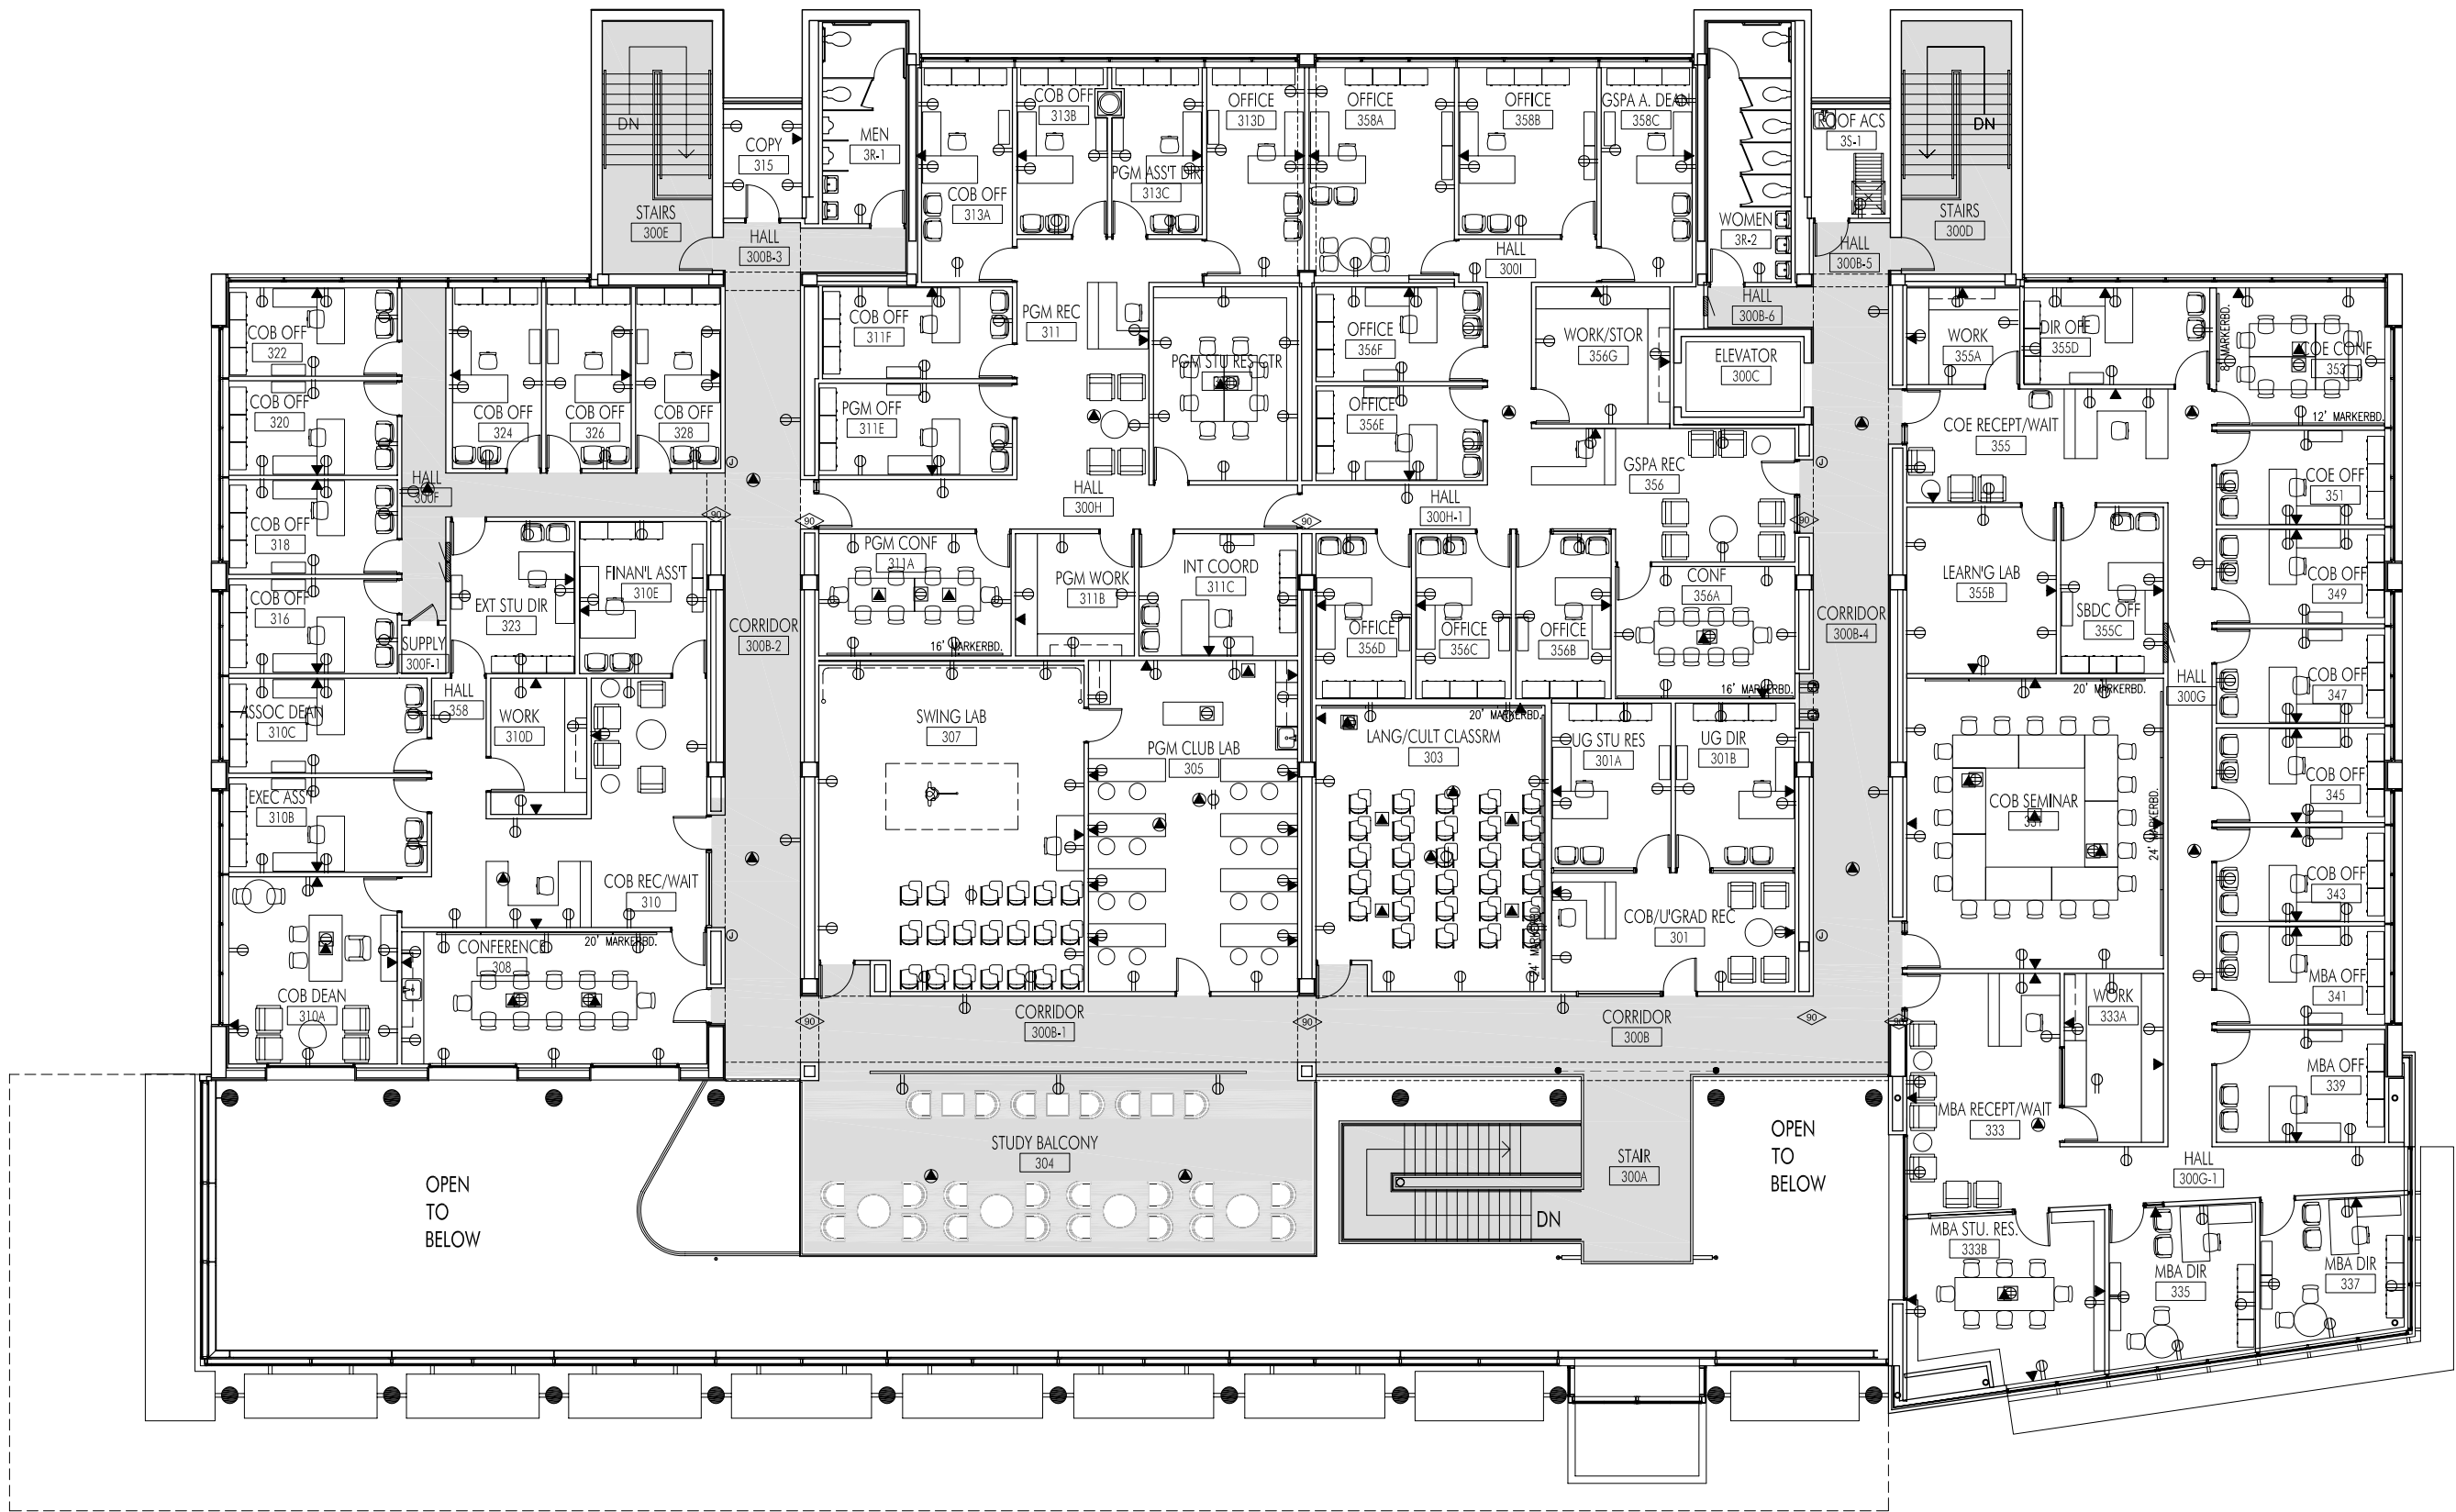 DN
STAIRS
300E
COPY
315
MEN
3R-1
HALL
300B-3
COB OFF
313A
COB OFF
313B
PGM ASS'T DIR
313C
OFFICE
313D
OFFICE
358A
OFFICE
358B
GSPA A. DEAN
358C
HALL
300I
WOMEN
3R-2
ROOF ACS
3S-1
HALL
300B-5
DN
STAIRS
300D
HALL
300B-6
COB OFF
322
COB OFF
320
COB OFF
318
COB OFF
316
COB OFF
324
COB OFF
326
COB OFF
328
HALL
300F
SUPPLY
300F-1
EXT STU DIR
323
FINAN'L ASS'T
310E
CORRIDOR
300B-2
COB OFF
311F
PGM OFF
311E
PGM REC
311
PGM STU RES CTR
HALL
300H
OFFICE
356F
OFFICE
356E
WORK/STOR
356G
ELEVATOR
300C
GSPA REC
356
HALL
300H-1
J
J
90
90
90
PGM CONF
311A
16' MARKERBD.
PGM WORK
311B
INT COORD
311C
OFFICE
356D
OFFICE
356C
OFFICE
356B
CONF
356A
16' MARKERBD.
CORRIDOR
300B-4
90
WORK
355A
DIR OFF
355D
8' MARKERBD.
COE CONF
353
12' MARKERBD.
COE RECEPT/WAIT
355
COE OFF
351
LEARN'G LAB
355B
SBDC OFF
355C
COB OFF
349
COB OFF
347
HALL
300G
20' MARKERBD.
COB SEMINAR
331
24' MARKERBD.
COB OFF
345
COB OFF
343
MBA OFF
341
MBA OFF
339
ASSOC DEAN
310C
HALL
358
WORK
310D
EXEC ASS'T
310B
COB REC/WAIT
310
COB DEAN
310A
CONFERENCE
308
20' MARKERBD.
J
SWING LAB
307
PGM CLUB LAB
305
20' MARKERBD.
LANG/CULT CLASSRM
303
24' MARKERBD.
UG STU RES
301A
UG DIR
301B
COB/U'GRAD REC
301
J
CORRIDOR
300B-1
CORRIDOR
300B
90
90
90
90
WORK
333A
MBA RECEPT/WAIT
333
HALL
300G-1
MBA STU. RES.
333B
MBA DIR
335
MBA DIR
337
STUDY BALCONY
304
STAIR
300A
DN
OPEN
TO
BELOW
OPEN
TO
BELOW